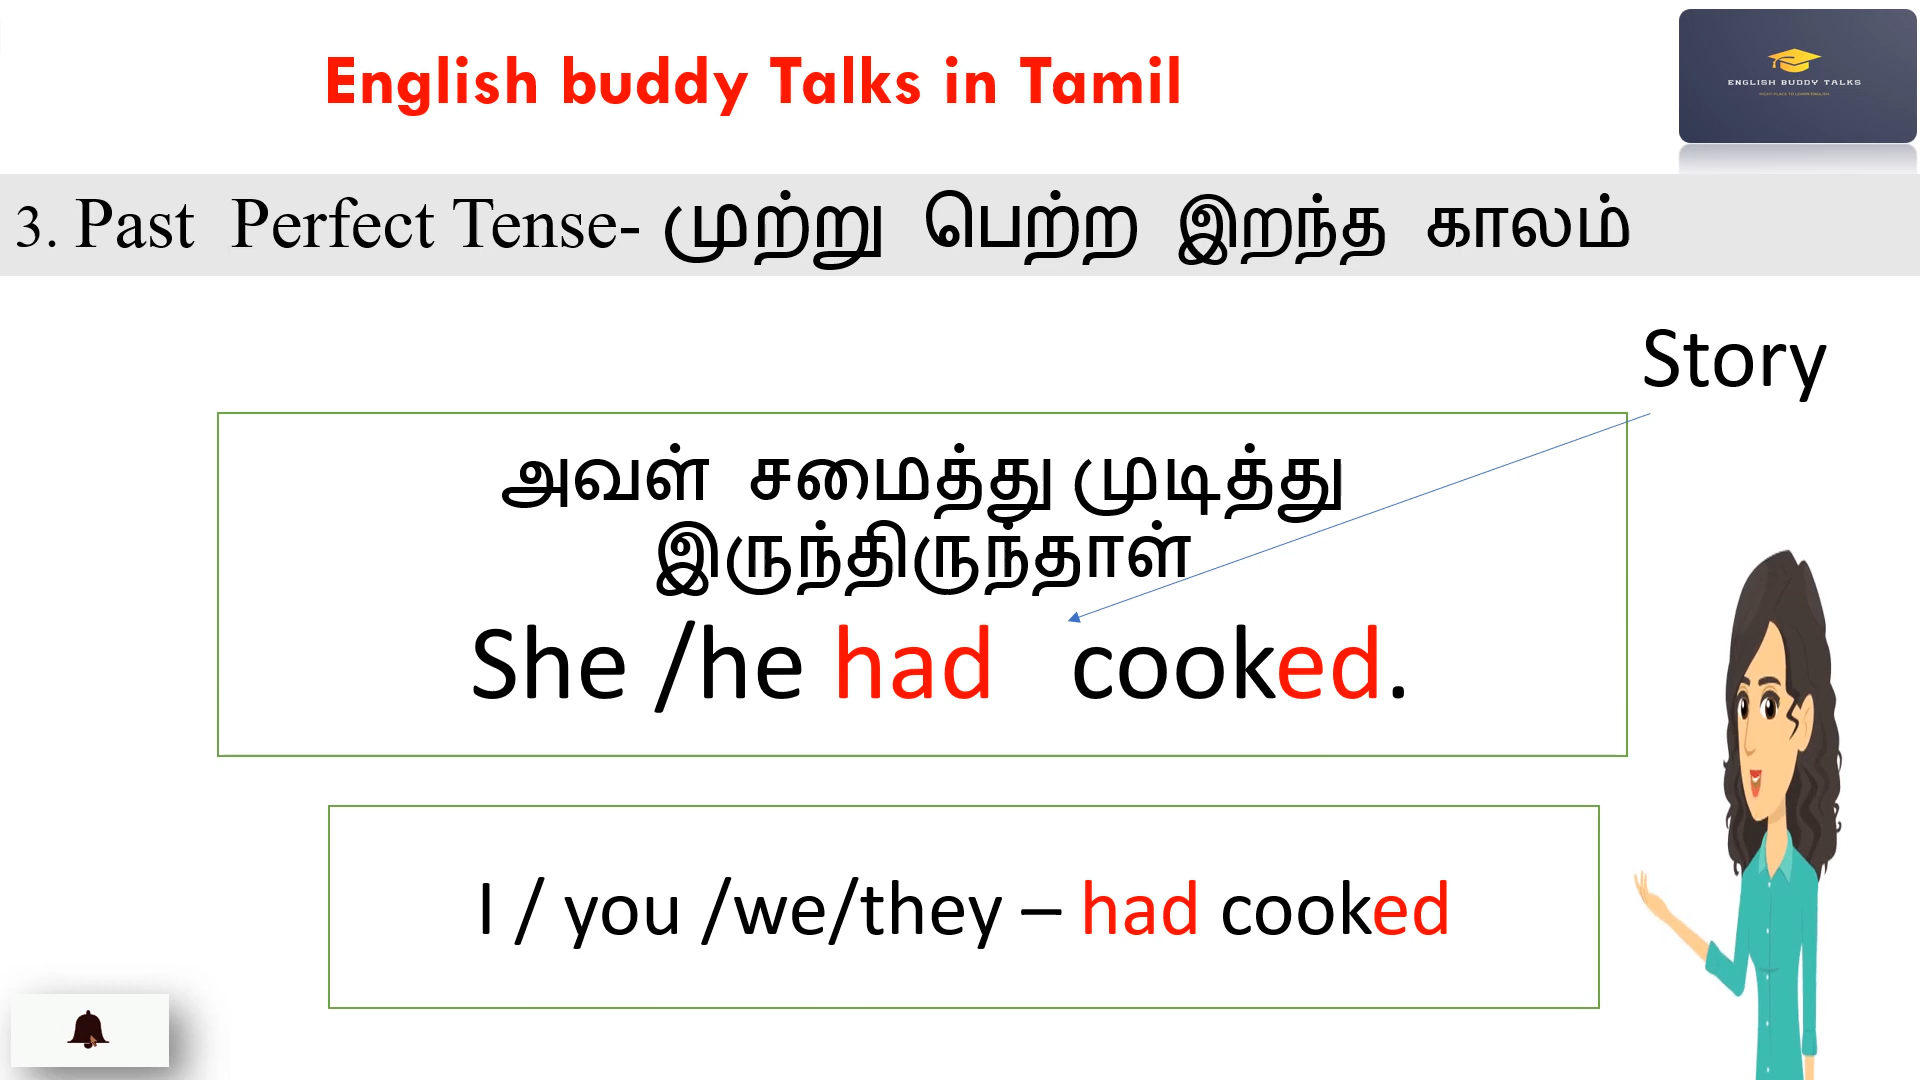 English buddy Talks in Tamil
ENGLISH BUDDY TALKS
3. Past Perfect Tense- முற்று பெற்ற இறந்த காலம்
Story
அவள் சமைத்து முடித்து
இருந்திருந்தாள்
She /he had cooked.
I / you /we/they – had cooked